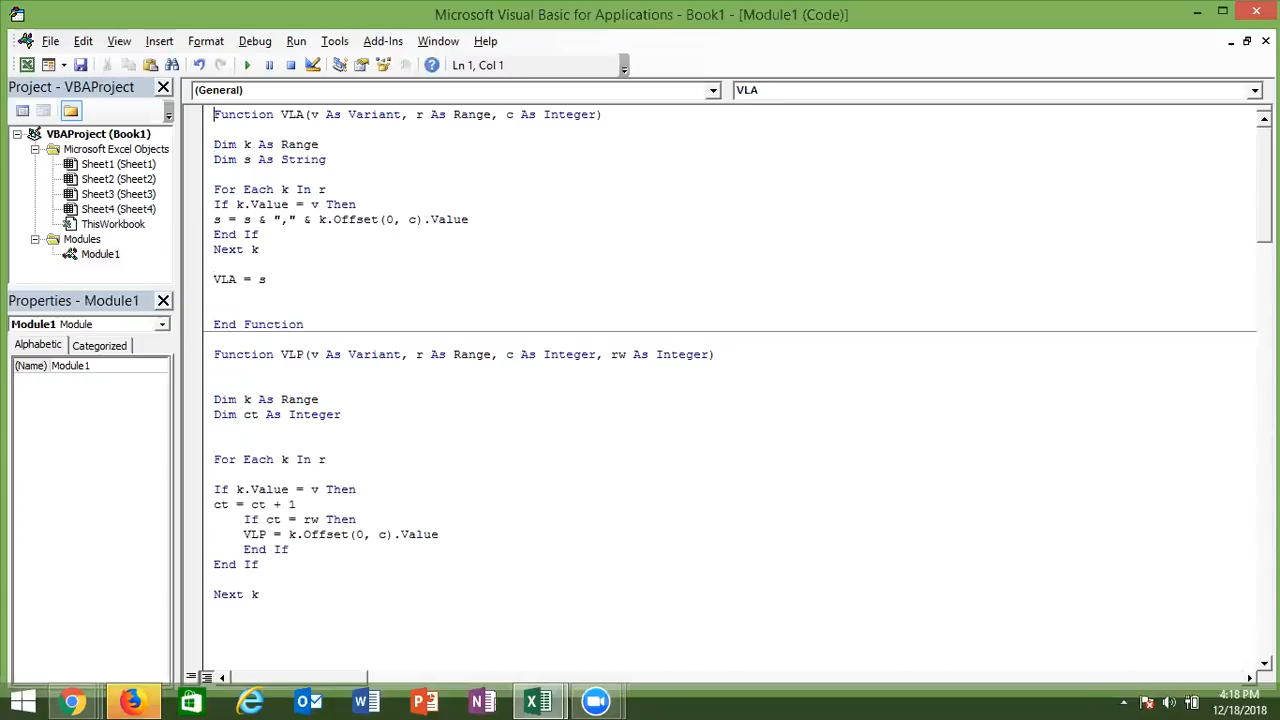 Microsoft Visual Basic for Applications - Book1 - [Module1 (Code)]
File Edit View Insert Format Debug Run Tools Add-Ins Window Help
Ln 1, Col 1
Project - VBAProject
VBAProject (Book1)
Microsoft Excel Objects
Sheet1 (Sheet1)
Sheet2 (Sheet2)
Sheet3 (Sheet3)
Sheet4 (Sheet4)
ThisWorkbook
Modules
Module1
Properties - Module1
Module1 Module
Alphabetic Categorized
(Name) Module1
(General) VLA
Function VLA(v As Variant, r As Range, c As Integer)
Dim k As Range
Dim s As String
For Each k In r
If k.Value = v Then
s = s & "," & k.Offset(0, c).Value
End If
Next k
VLA = s
End Function
Function VLP(v As Variant, r As Range, c As Integer, rw As Integer)
Dim k As Range
Dim ct As Integer
For Each k In r
If k.Value = v Then
ct = ct + 1
If ct = rw Then
VLP = k.Offset(0, c).Value
End If
End If
Next k
4:18 PM
12/18/2018